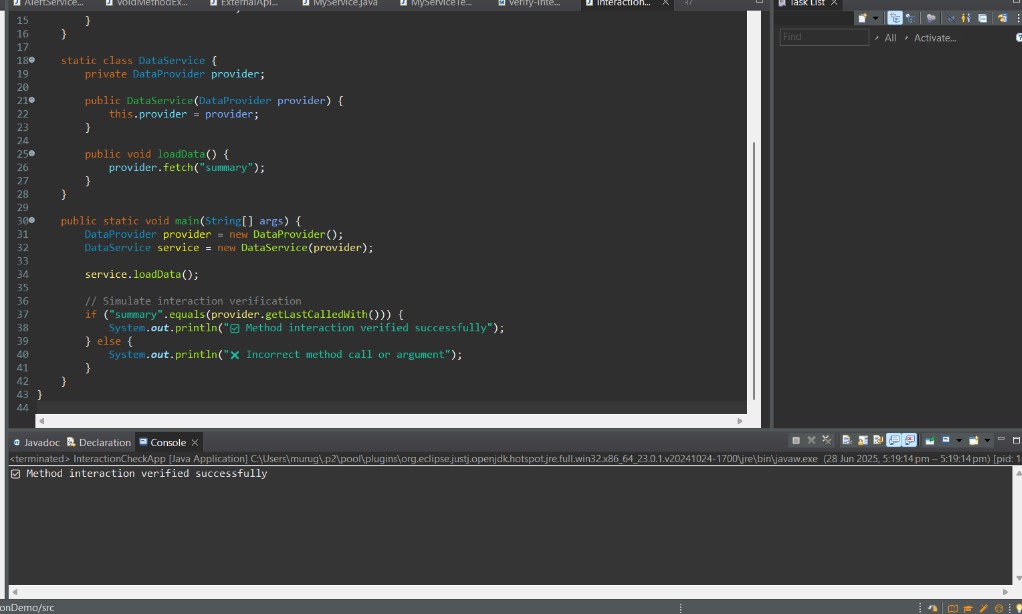 AlertService...
VoidMethodEx...
ExternalApi...
MyService.java
MyServiceTe...
verify-inte...
Interaction...
Task List
Find
All
Activate...
15         }
16     }
17
18     static class DataService {
19         private DataProvider provider;
20
21         public DataService(DataProvider provider) {
22             this.provider = provider;
23         }
24
25         public void loadData() {
26             provider.fetch("summary");
27         }
28     }
29
30     public static void main(String[] args) {
31         DataProvider provider = new DataProvider();
32         DataService service = new DataService(provider);
33
34         service.loadData();
35
36         // Simulate interaction verification
37         if ("summary".equals(provider.getLastCalledWith())) {
38             System.out.println("☑ Method interaction verified successfully");
39         } else {
40             System.out.println("❌ Incorrect method call or argument");
41         }
42     }
43 }
44
Javadoc Declaration Console
<terminated> InteractionCheckApp [Java Application] C:\Users\murug\.p2\pool\plugins\org.eclipse.justj.openjdk.hotspot.jre.full.win32.x86_64_23.0.1.v20241024-1700\jre\bin\javaw.exe (28 Jun 2025, 5:19:14 pm – 5:19:14 pm) [pid: 1
☑ Method interaction verified successfully
onDemo/src